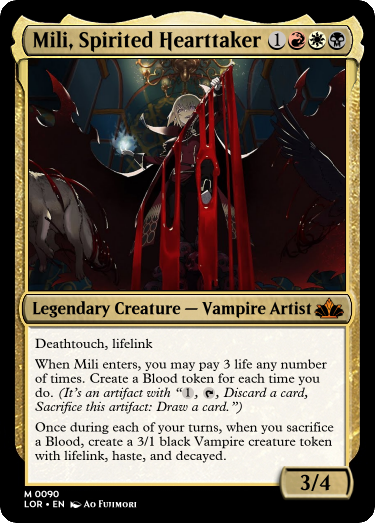 Mili, Spirited Hearttaker 1
Legendary Creature — Vampire Artist
Deathtouch, lifelink
When Mili enters, you may pay 3 life any number
of times. Create a Blood token for each time you
do. (It's an artifact with “1, , Discard a card,
Sacrifice this artifact: Draw a card.”)
Once during each of your turns, when you sacrifice
a Blood, create a 3/1 black Vampire creature token
with lifelink, haste, and decayed.
3/4
M 0090
LOR • EN Ao Fujimori